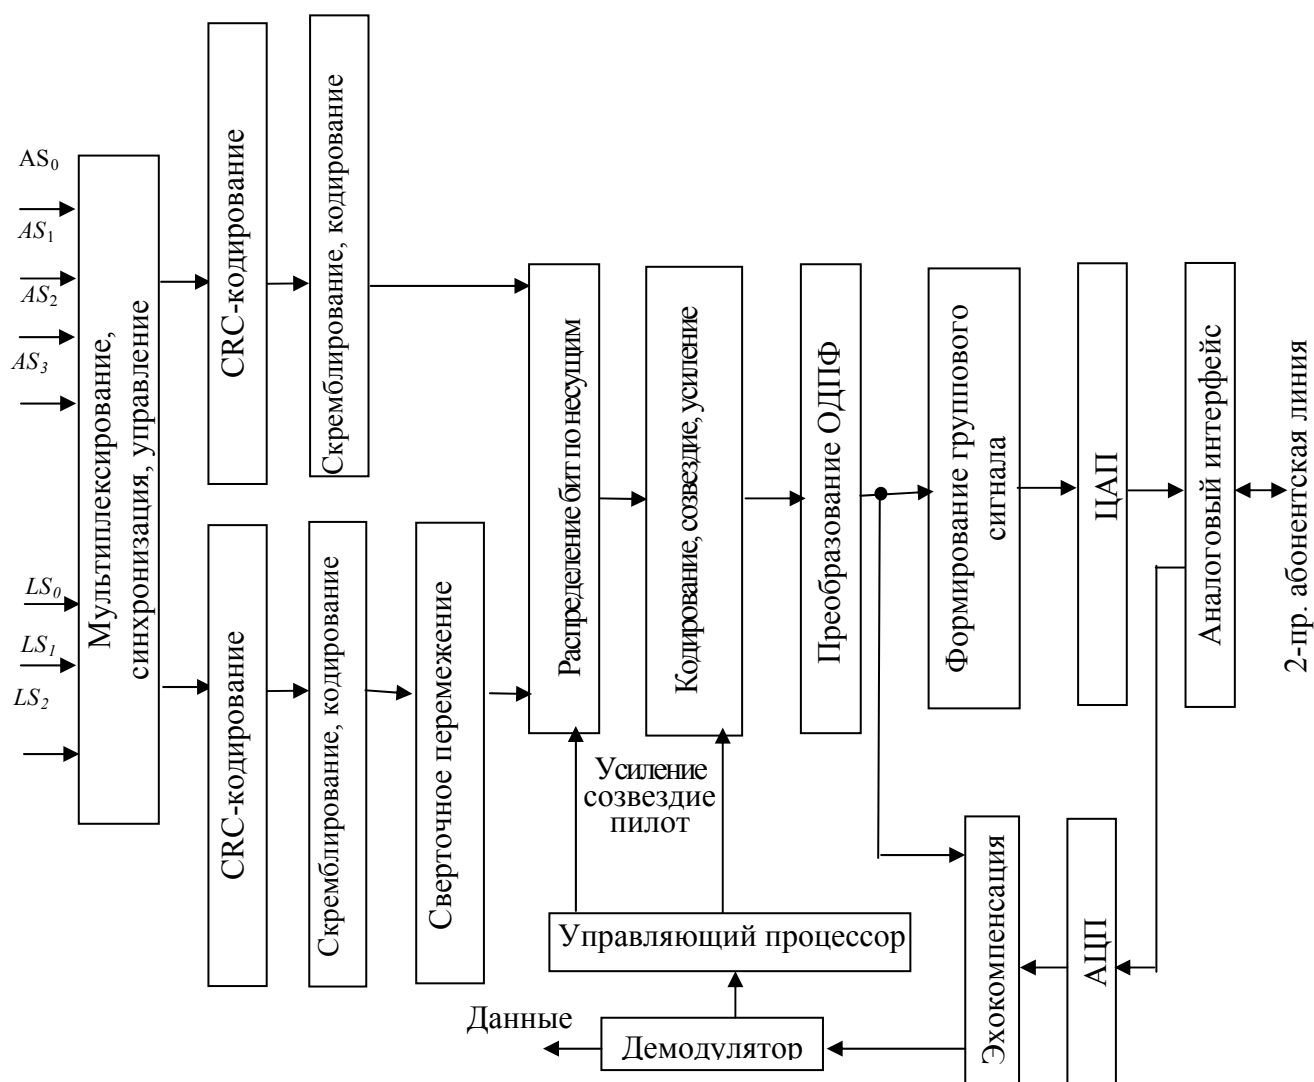 AS₀
AS₁
AS₂
AS₃
LS₀
LS₁
LS₂
Мультиплексирование,
синхронизация, управление
CRC-кодирование
Скремблирование, кодирование
CRC-кодирование
Скремблирование, кодирование
Сверточное перемежение
Распределение бит по несущим
Кодирование, созвездие, усиление
Преобразование ОДПФ
Формирование группового
сигнала
ЦАП
Аналоговый интерфейс
2-пр. абонентская линия
Усиление
созвездие
пилот
Управляющий процессор
Данные
Демодулятор
Эхокомпенсация
АЦП